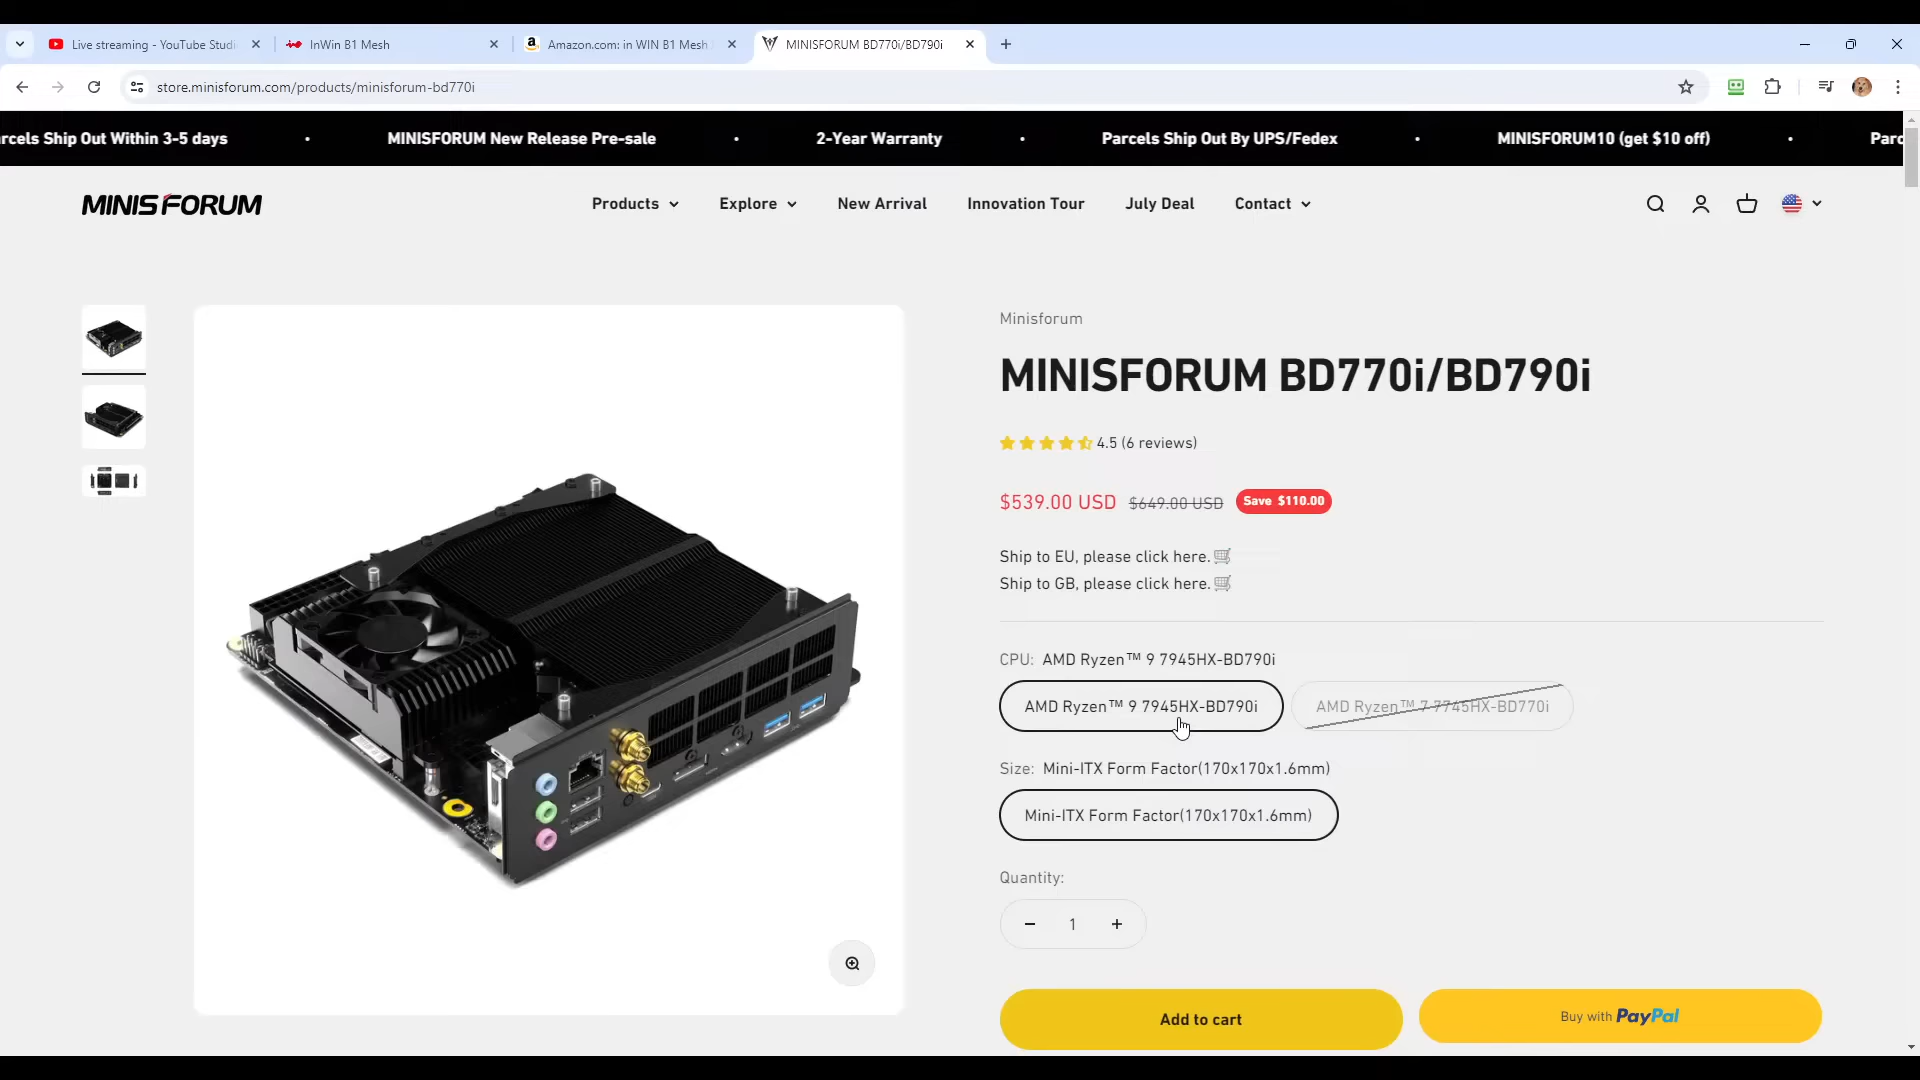 Live streaming - YouTube Studi
InWin B1 Mesh
Amazon.com: in WIN B1 Mesh
MINISFORUM BD770i/BD790i
store.minisforum.com/products/minisforum-bd770i
rcels Ship Out Within 3-5 days • MINISFORUM New Release Pre-sale • 2-Year Warranty • Parcels Ship Out By UPS/Fedex • MINISFORUM10 (get $10 off) • Parc
MINISFORUM
Products
Explore
New Arrival
Innovation Tour
July Deal
Contact
Minisforum
MINISFORUM BD770i/BD790i
4.5 (6 reviews)
$539.00 USD $649.00 USD Save $110.00
Ship to EU, please click here.🛒
Ship to GB, please click here.🛒
CPU: AMD Ryzen™ 9 7945HX-BD790i
AMD Ryzen™ 9 7945HX-BD790i
AMD Ryzen™ 7 7745HX-BD770i
Size: Mini-ITX Form Factor(170x170x1.6mm)
Mini-ITX Form Factor(170x170x1.6mm)
Quantity:
1
Add to cart
Buy with PayPal